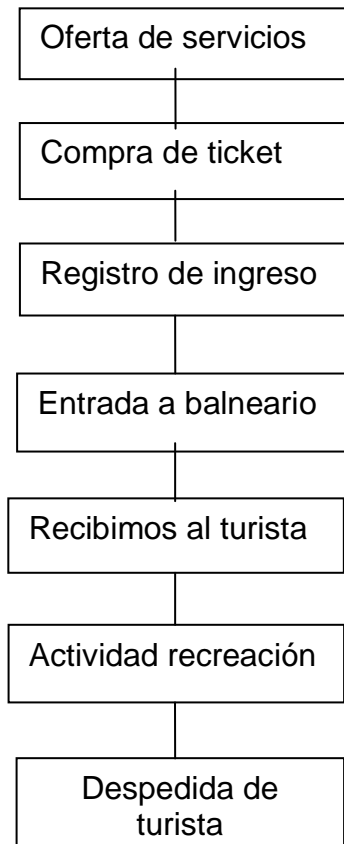 Oferta de servicios
Compra de ticket
Registro de ingreso
Entrada a balneario
Recibimos al turista
Actividad recreación
Despedida de
turista